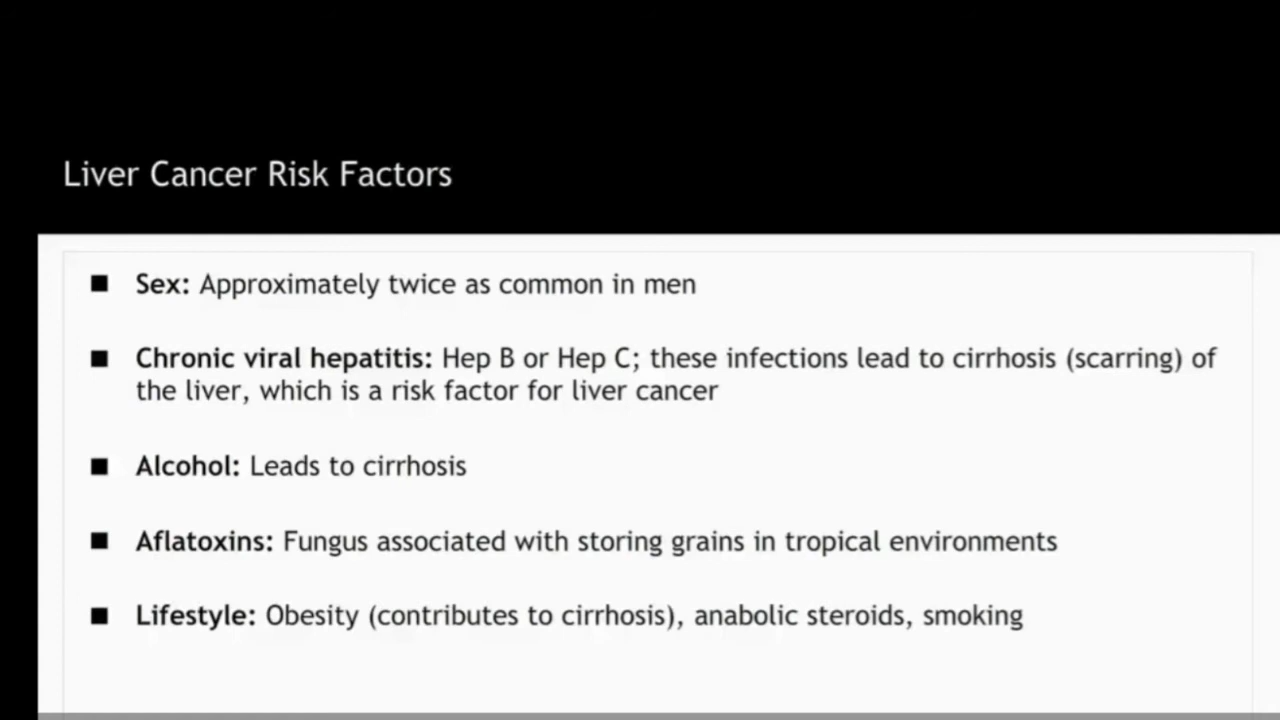 Liver Cancer Risk Factors
■ Sex: Approximately twice as common in men
■ Chronic viral hepatitis: Hep B or Hep C; these infections lead to cirrhosis (scarring) of
the liver, which is a risk factor for liver cancer
■ Alcohol: Leads to cirrhosis
■ Aflatoxins: Fungus associated with storing grains in tropical environments
■ Lifestyle: Obesity (contributes to cirrhosis), anabolic steroids, smoking